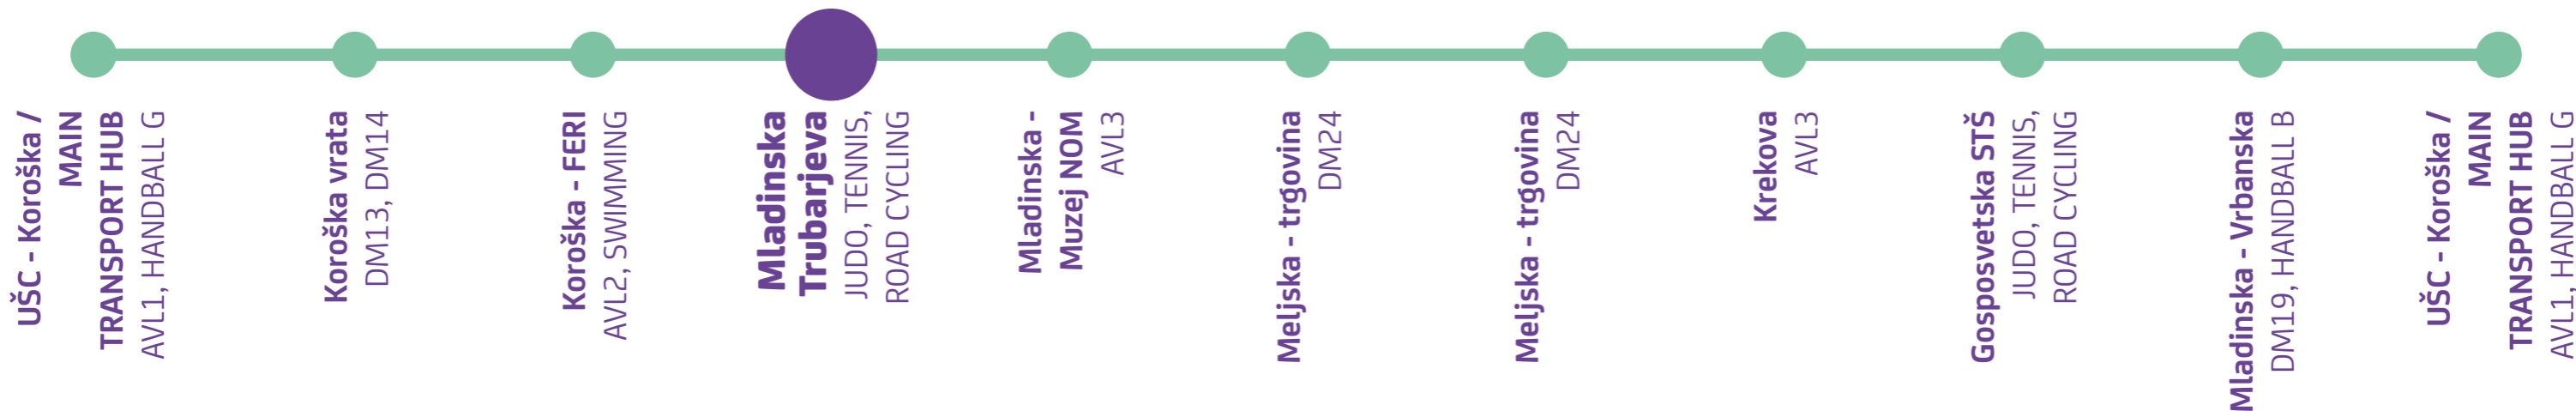 UŠC - Koroška /
MAIN
TRANSPORT HUB
AVL1, HANDBALL G
Koroška vrata
DM13, DM14
Koroška - FERI
AVL2, SWIMMING
Mladinska
Trubarjeva
JUDO, TENNIS,
ROAD CYCLING
Mladinska -
Muzej NOM
AVL3
Meljska - trgovina
DM24
Meljska - trgovina
DM24
Krekova
AVL3
Gosposvetska STŠ
JUDO, TENNIS,
ROAD CYCLING
Mladinska - Vrbanska
DM19, HANDBALL B
UŠC - Koroška /
MAIN
TRANSPORT HUB
AVL1, HANDBALL G